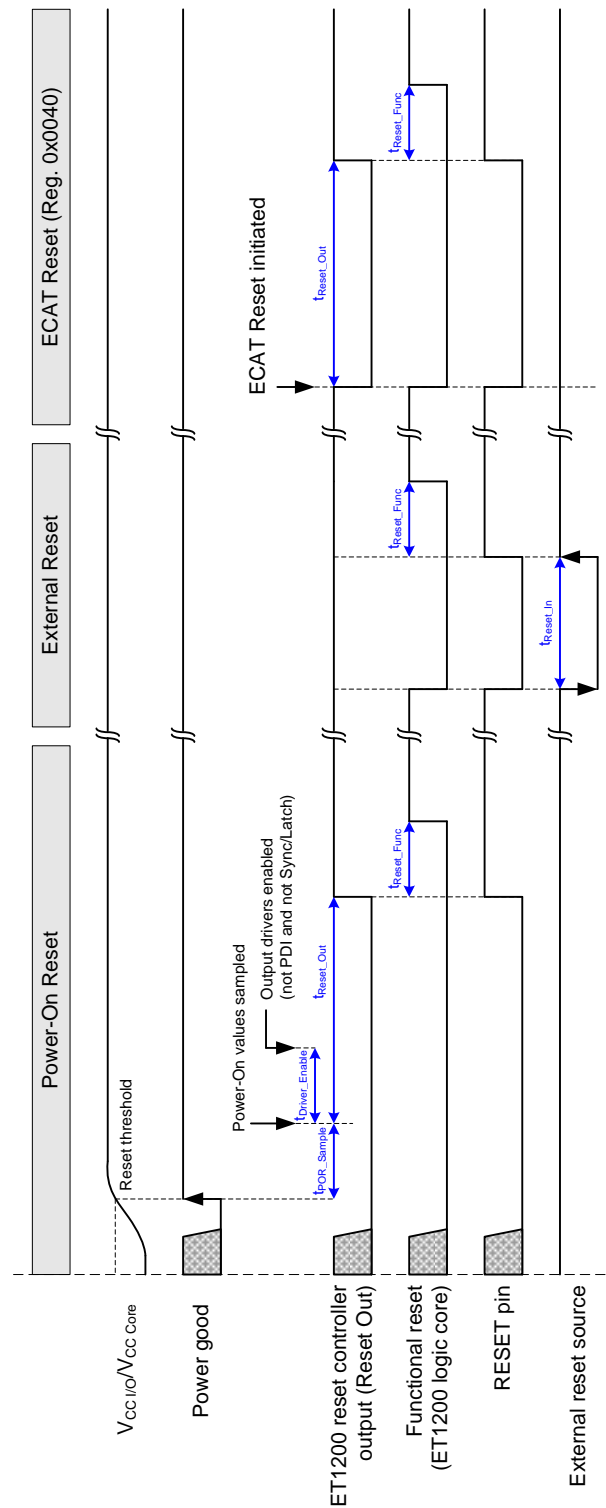 Power-On Reset
External Reset
ECAT Reset (Reg. 0x0040)
V CC I/O/V CC Core
Reset threshold
Power good
Power-On values sampled
Output drivers enabled
(not PDI and not Sync/Latch)
ECAT Reset initiated
tDriver_Enable
ET1200 reset controller
output (Reset Out)
tPOR_Sample
tReset_Out
tReset_Out
Functional reset
(ET1200 logic core)
tReset_Func
tReset_Func
tReset_Func
RESET pin
External reset source
tReset_In